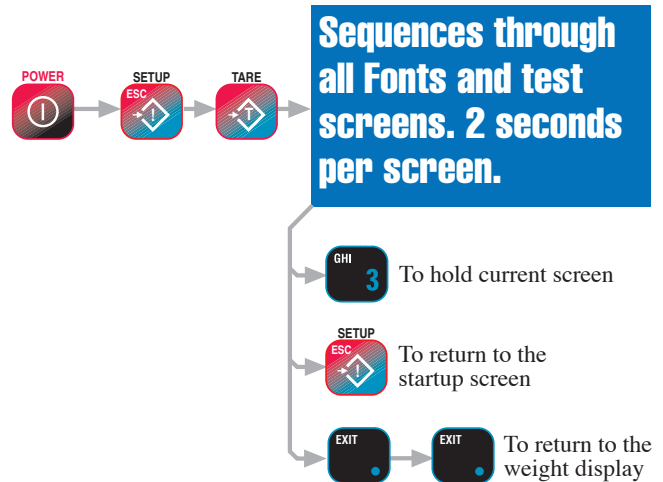 POWER
SETUP
TARE
ESC
!
T
Sequences through
all Fonts and test
screens. 2 seconds
per screen.
GHI
3
To hold current screen
SETUP
ESC
!
To return to the
startup screen
EXIT
EXIT
To return to the
weight display